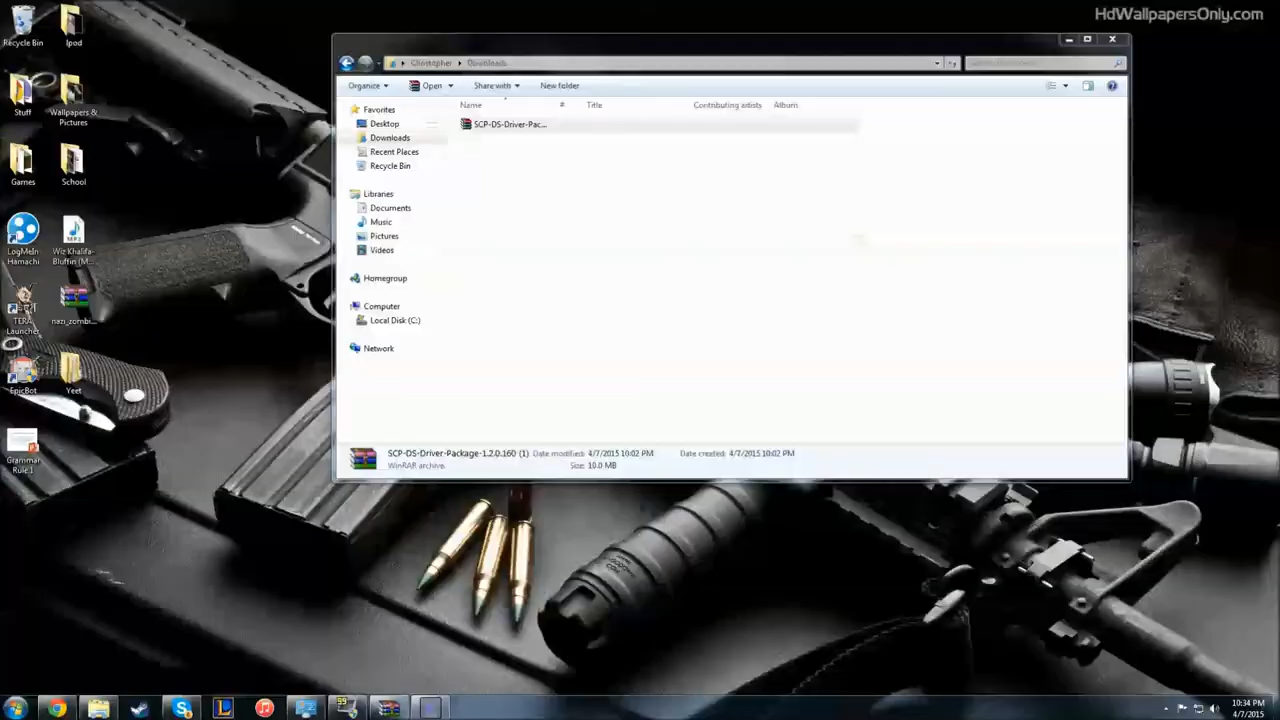 HdWallpapersOnly.com
Recycle Bin
Ipod
Stuff
Wallpapers &
Pictures
Games
School
LogMeIn
Hamachi
Wiz Khalifa-
Bluffin (M...
TERA
Launcher
nazi_zombi...
EpicBot
Yeet
Grammar
Rule 1
Christopher
Downloads
Organize
Open
Share with
New folder
Name
#
Title
Contributing artists
Album
Favorites
Desktop
Downloads
Recent Places
Recycle Bin
Libraries
Documents
Music
Pictures
Videos
Homegroup
Computer
Local Disk (C:)
Network
SCP-DS-Driver-Pac...
SCP-DS-Driver-Package-1.2.0.160 (1) Date modified: 4/7/2015 10:02 PM Date created: 4/7/2015 10:02 PM
WinRAR archive. Size: 10.0 MB
10:34 PM
4/7/2015